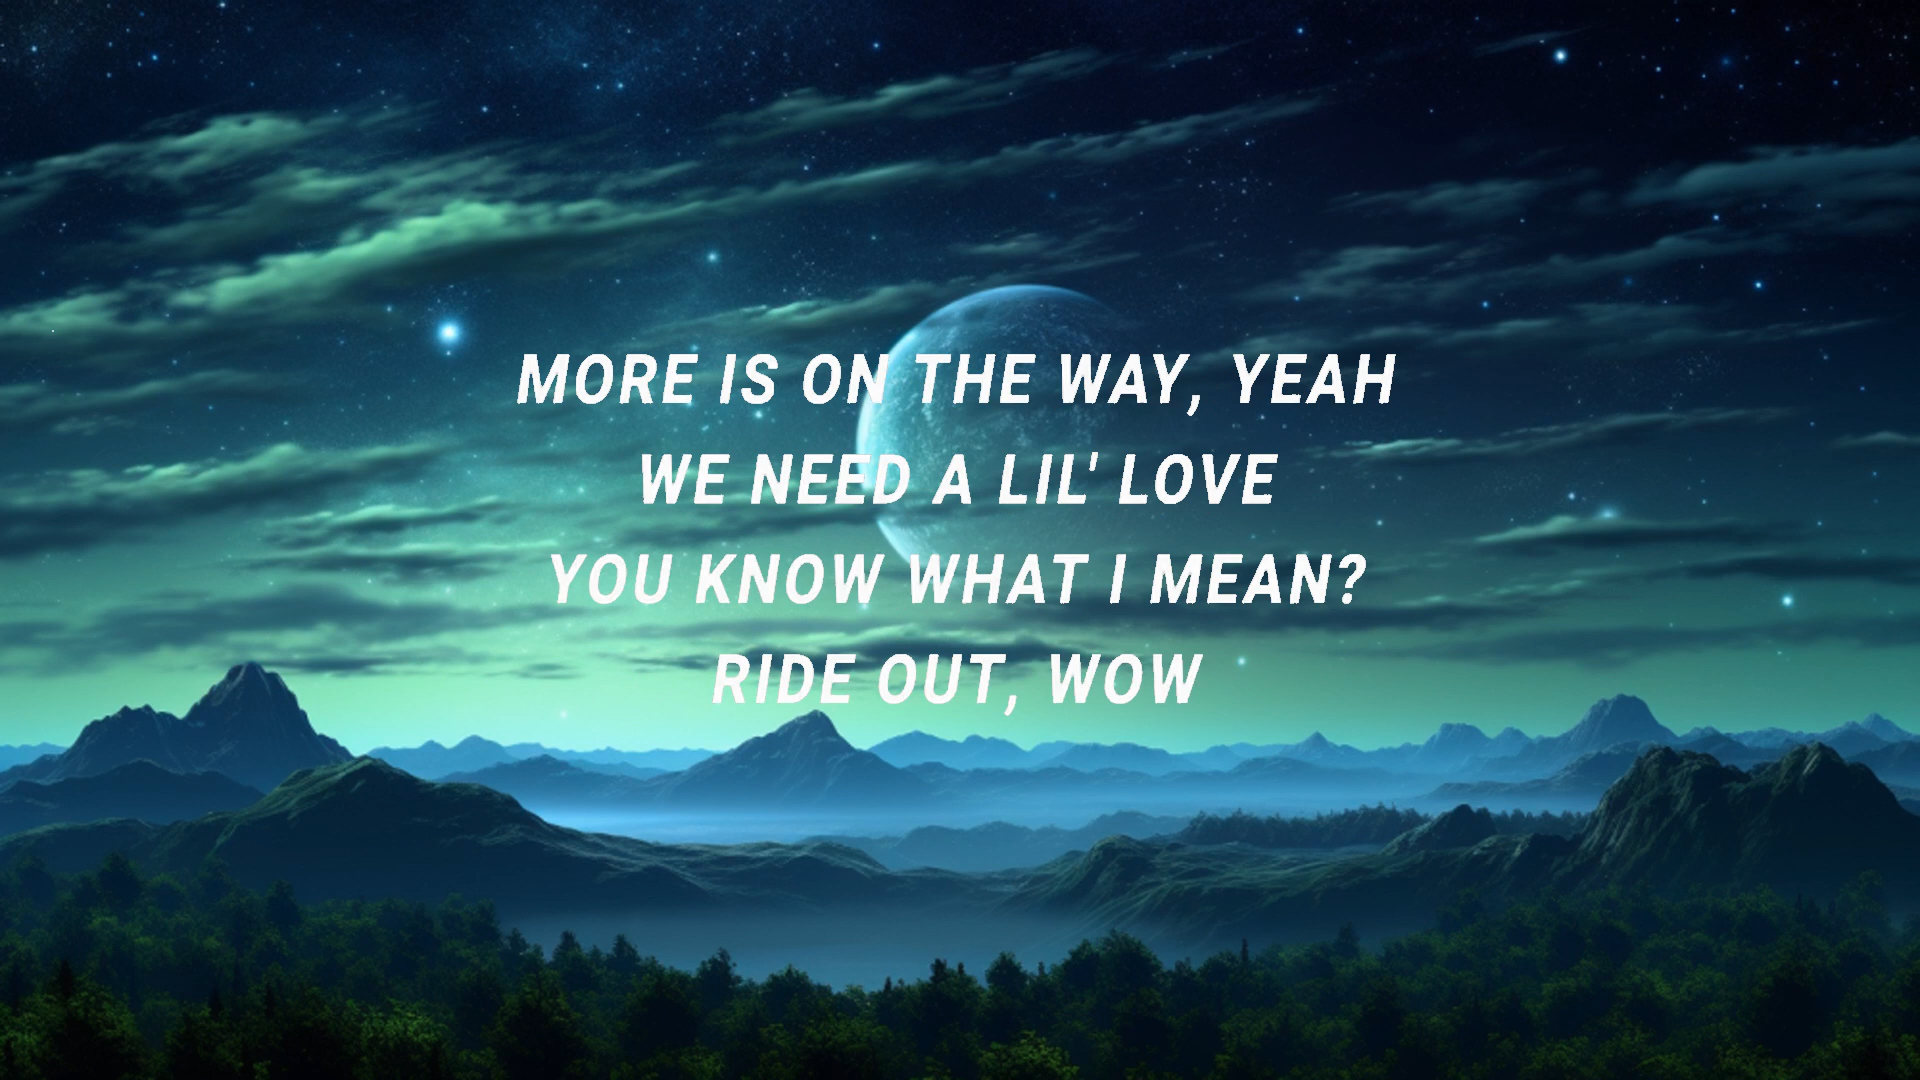 MORE IS ON THE WAY, YEAH
WE NEED A LIL' LOVE
YOU KNOW WHAT I MEAN?
RIDE OUT, WOW